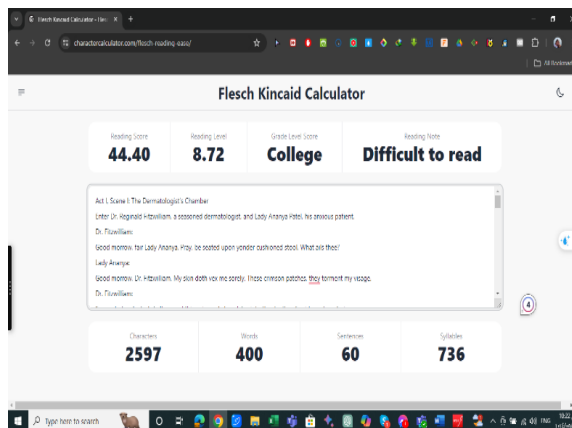 Flesch Kincaid Calculator - Flesc
charactercalculator.com/flesch-reading-ease/
All Bookmar
Flesch Kincaid Calculator
Reading Score
44.40
Reading Level
8.72
Grade Level Score
College
Reading Note
Difficult to read
Act I, Scene I: The Dermatologist's Chamber
Enter Dr. Reginald Fitzwilliam, a seasoned dermatologist, and Lady Ananya Patel, his anxious patient.
Dr. Fitzwilliam:
Good morrow, fair Lady Ananya. Pray, be seated upon yonder cushioned stool. What ails thee?
Lady Ananya:
Good morrow, Dr. Fitzwilliam. My skin doth vex me sorely. These crimson patches, they torment my visage.
Dr. Fitzwilliam:
4
Characters
2597
Words
400
Sentences
60
Syllables
736
Type here to search
ENG